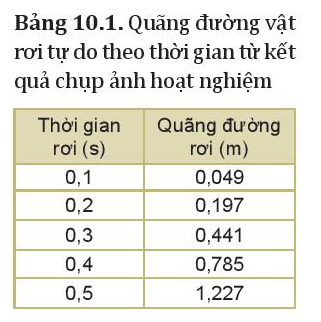 Bảng 10.1. Quãng đường vật
rơi tự do theo thời gian từ kết
quả chụp ảnh hoạt nghiệm
Thời gian rơi (s) Quãng đường rơi (m)
0,1 0,049
0,2 0,197
0,3 0,441
0,4 0,785
0,5 1,227